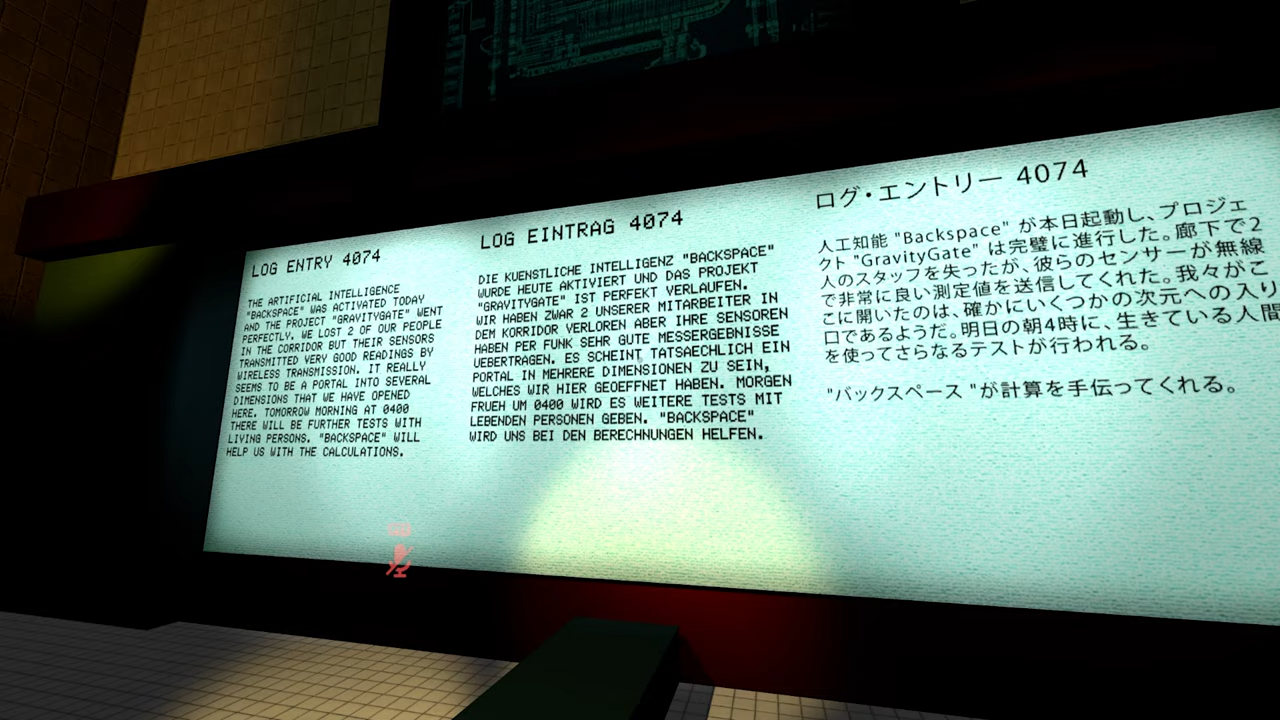 LOG ENTRY 4074
THE ARTIFICIAL INTELLIGENCE
"BACKSPACE" WAS ACTIVATED TODAY
AND THE PROJECT "GRAVITYGATE" WENT
PERFECTLY. WE LOST 2 OF OUR PEOPLE
IN THE CORRIDOR BUT THEIR SENSORS
TRANSMITTED VERY GOOD READINGS BY
WIRELESS TRANSMISSION. IT REALLY
SEEMS TO BE A PORTAL INTO SEVERAL
DIMENSIONS THAT WE HAVE OPENED
HERE. TOMORROW MORNING AT 0400
THERE WILL BE FURTHER TESTS WITH
LIVING PERSONS. "BACKSPACE" WILL
HELP US WITH THE CALCULATIONS.
LOG EINTRAG 4074
DIE KUENSTLICHE INTELLIGENZ "BACKSPACE"
WURDE HEUTE AKTIVIERT UND DAS PROJEKT
"GRAVITYGATE" IST PERFEKT VERLAUFEN.
WIR HABEN ZWAR 2 UNSERER MITARBEITER IN
DEM KORRIDOR VERLOREN ABER IHRE SENSOREN
HABEN PER FUNK SEHR GUTE MESSERGEBNISSE
UEBERTRAGEN. ES SCHEINT TATSAECHLICH EIN
PORTAL IN MEHRERE DIMENSIONEN ZU SEIN,
WELCHES WIR HIER GEOEFFNET HABEN. MORGEN
FRUEH UM 0400 WIRD ES WEITERE TESTS MIT
LEBENDEN PERSONEN GEBEN. "BACKSPACE"
WIRD UNS BEI DEN BERECHNUNGEN HELFEN.
ログ・エントリー 4074
人工知能 "Backspace" が本日起動し、プロジェ
クト "GravityGate" は完璧に進行した。廊下で2
人のスタッフを失ったが、彼らのセンサーが無線
で非常に良い測定値を送信してくれた。我々がこ
こに開いたのは、確かにいくつかの次元への入り
口であるようだ。明日の朝4時に、生きている人間
を使ってさらなるテストが行われる。
"バックスペース "が計算を手伝ってくれる。